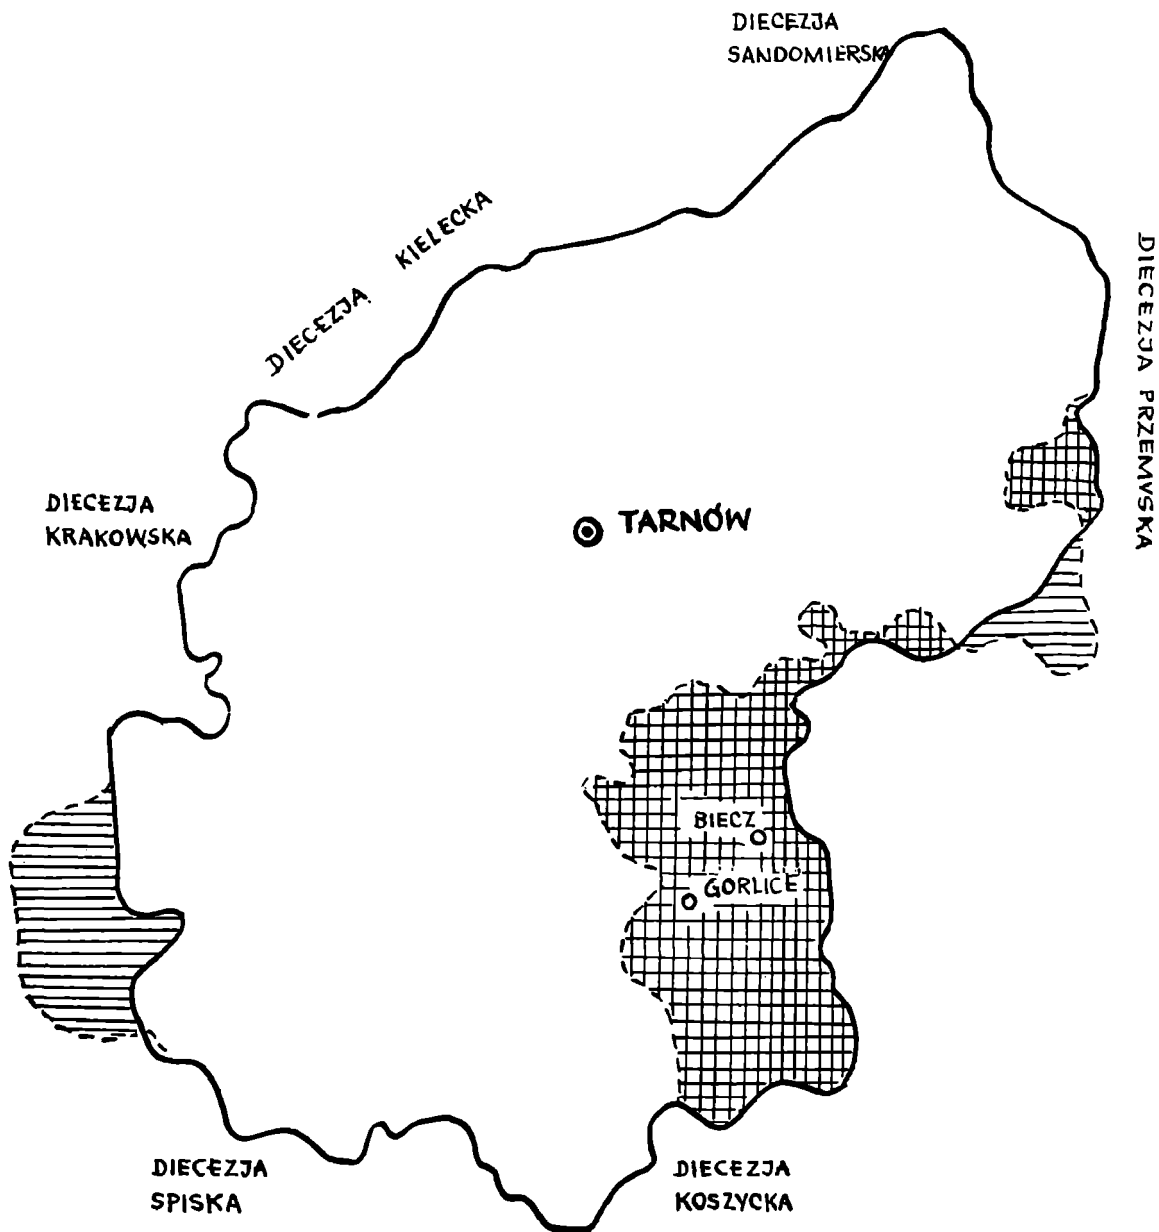 DIECEZJA
SANDOMIERSKA
DIECEZJA KIELECKA
DIECEZJA PRZEMYSKA
DIECEZJA
KRAKOWSKA
TARNÓW
BIECZ
GORLICE
DIECEZJA
SPISKA
DIECEZJA
KOSZYCKA